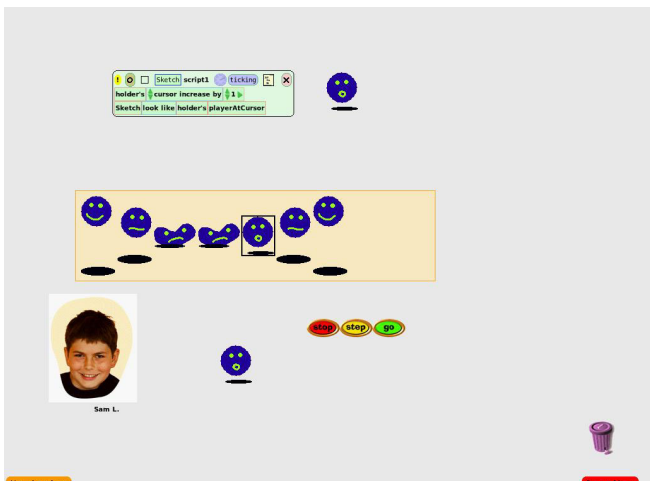 ! Sketch script1 ticking
holder's cursor increase by 1
Sketch look like holder's playerAtCursor
stop step go
Sam L.